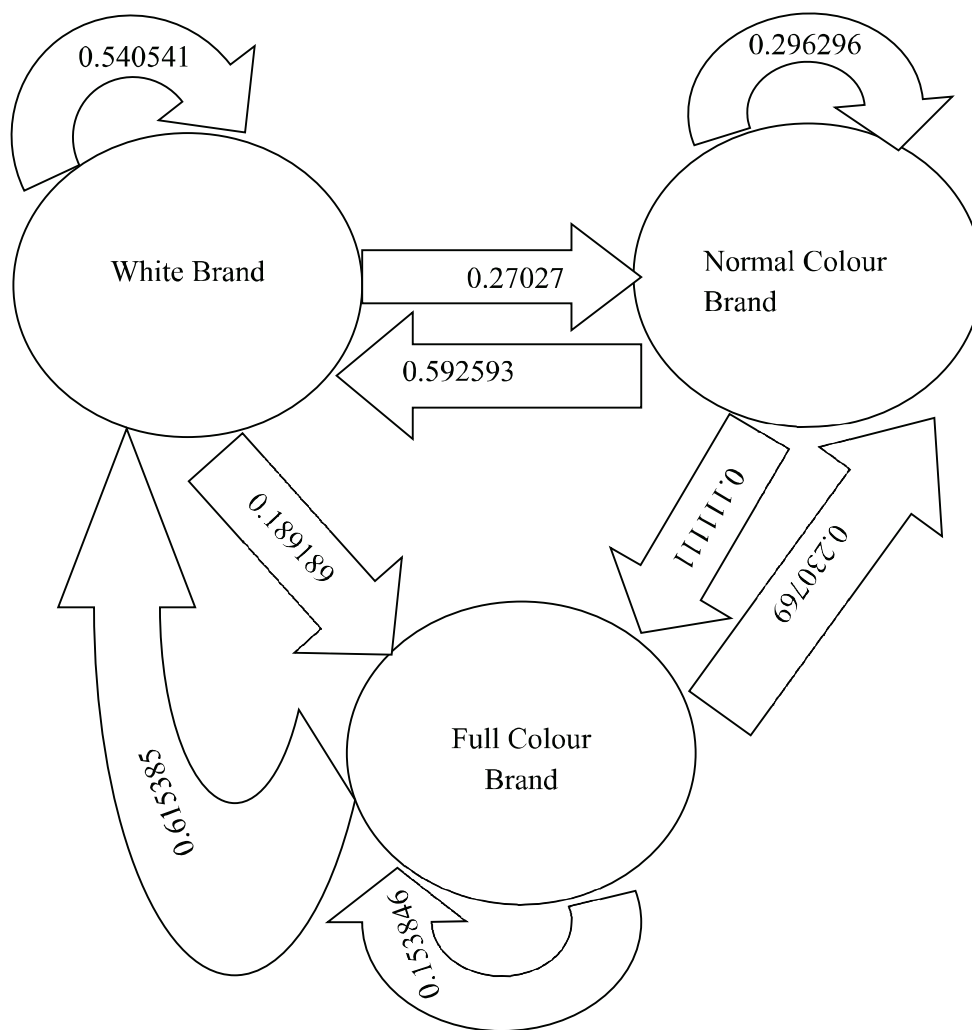 0.540541
0.296296
White Brand
Normal Colour
Brand
0.27027
0.592593
0.189189
0.111111
0.230769
Full Colour
Brand
0.615385
0.153846